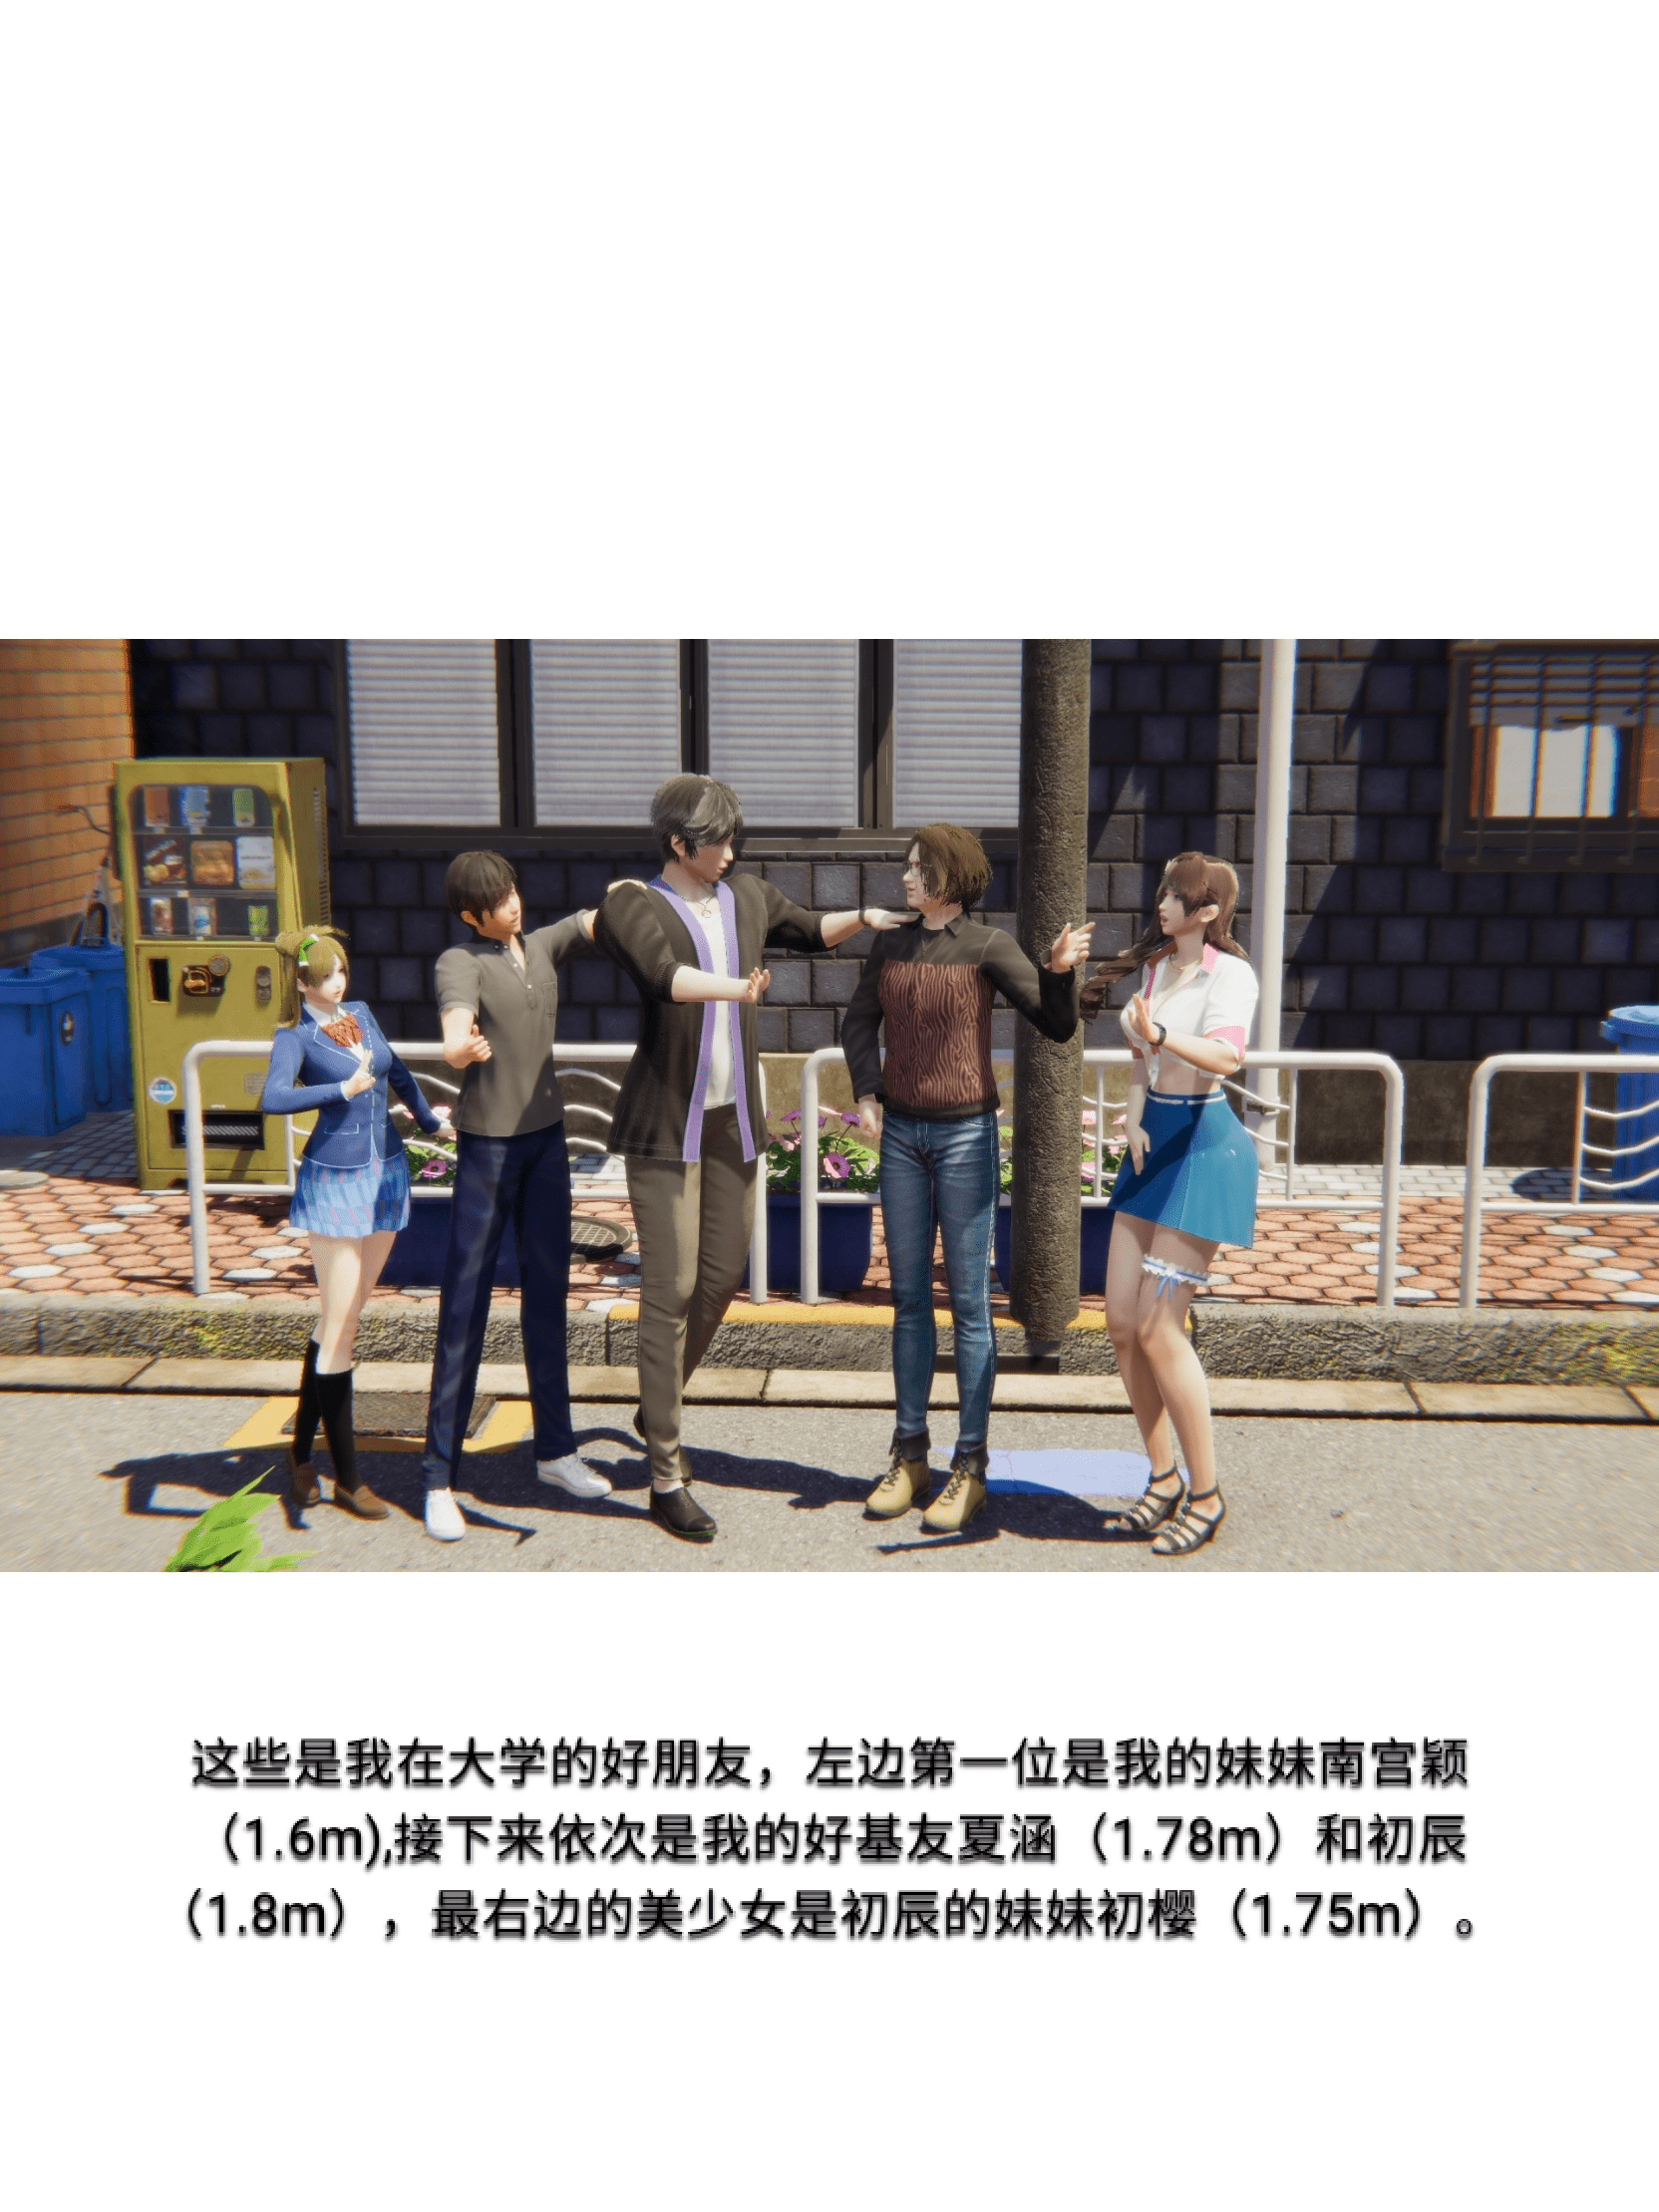 这些是我在大学的好朋友，左边第一位是我的妹妹南宫颖
（1.6m),接下来依次是我的好基友夏涵（1.78m）和初辰
（1.8m），最右边的美少女是初辰的妹妹初樱（1.75m）。